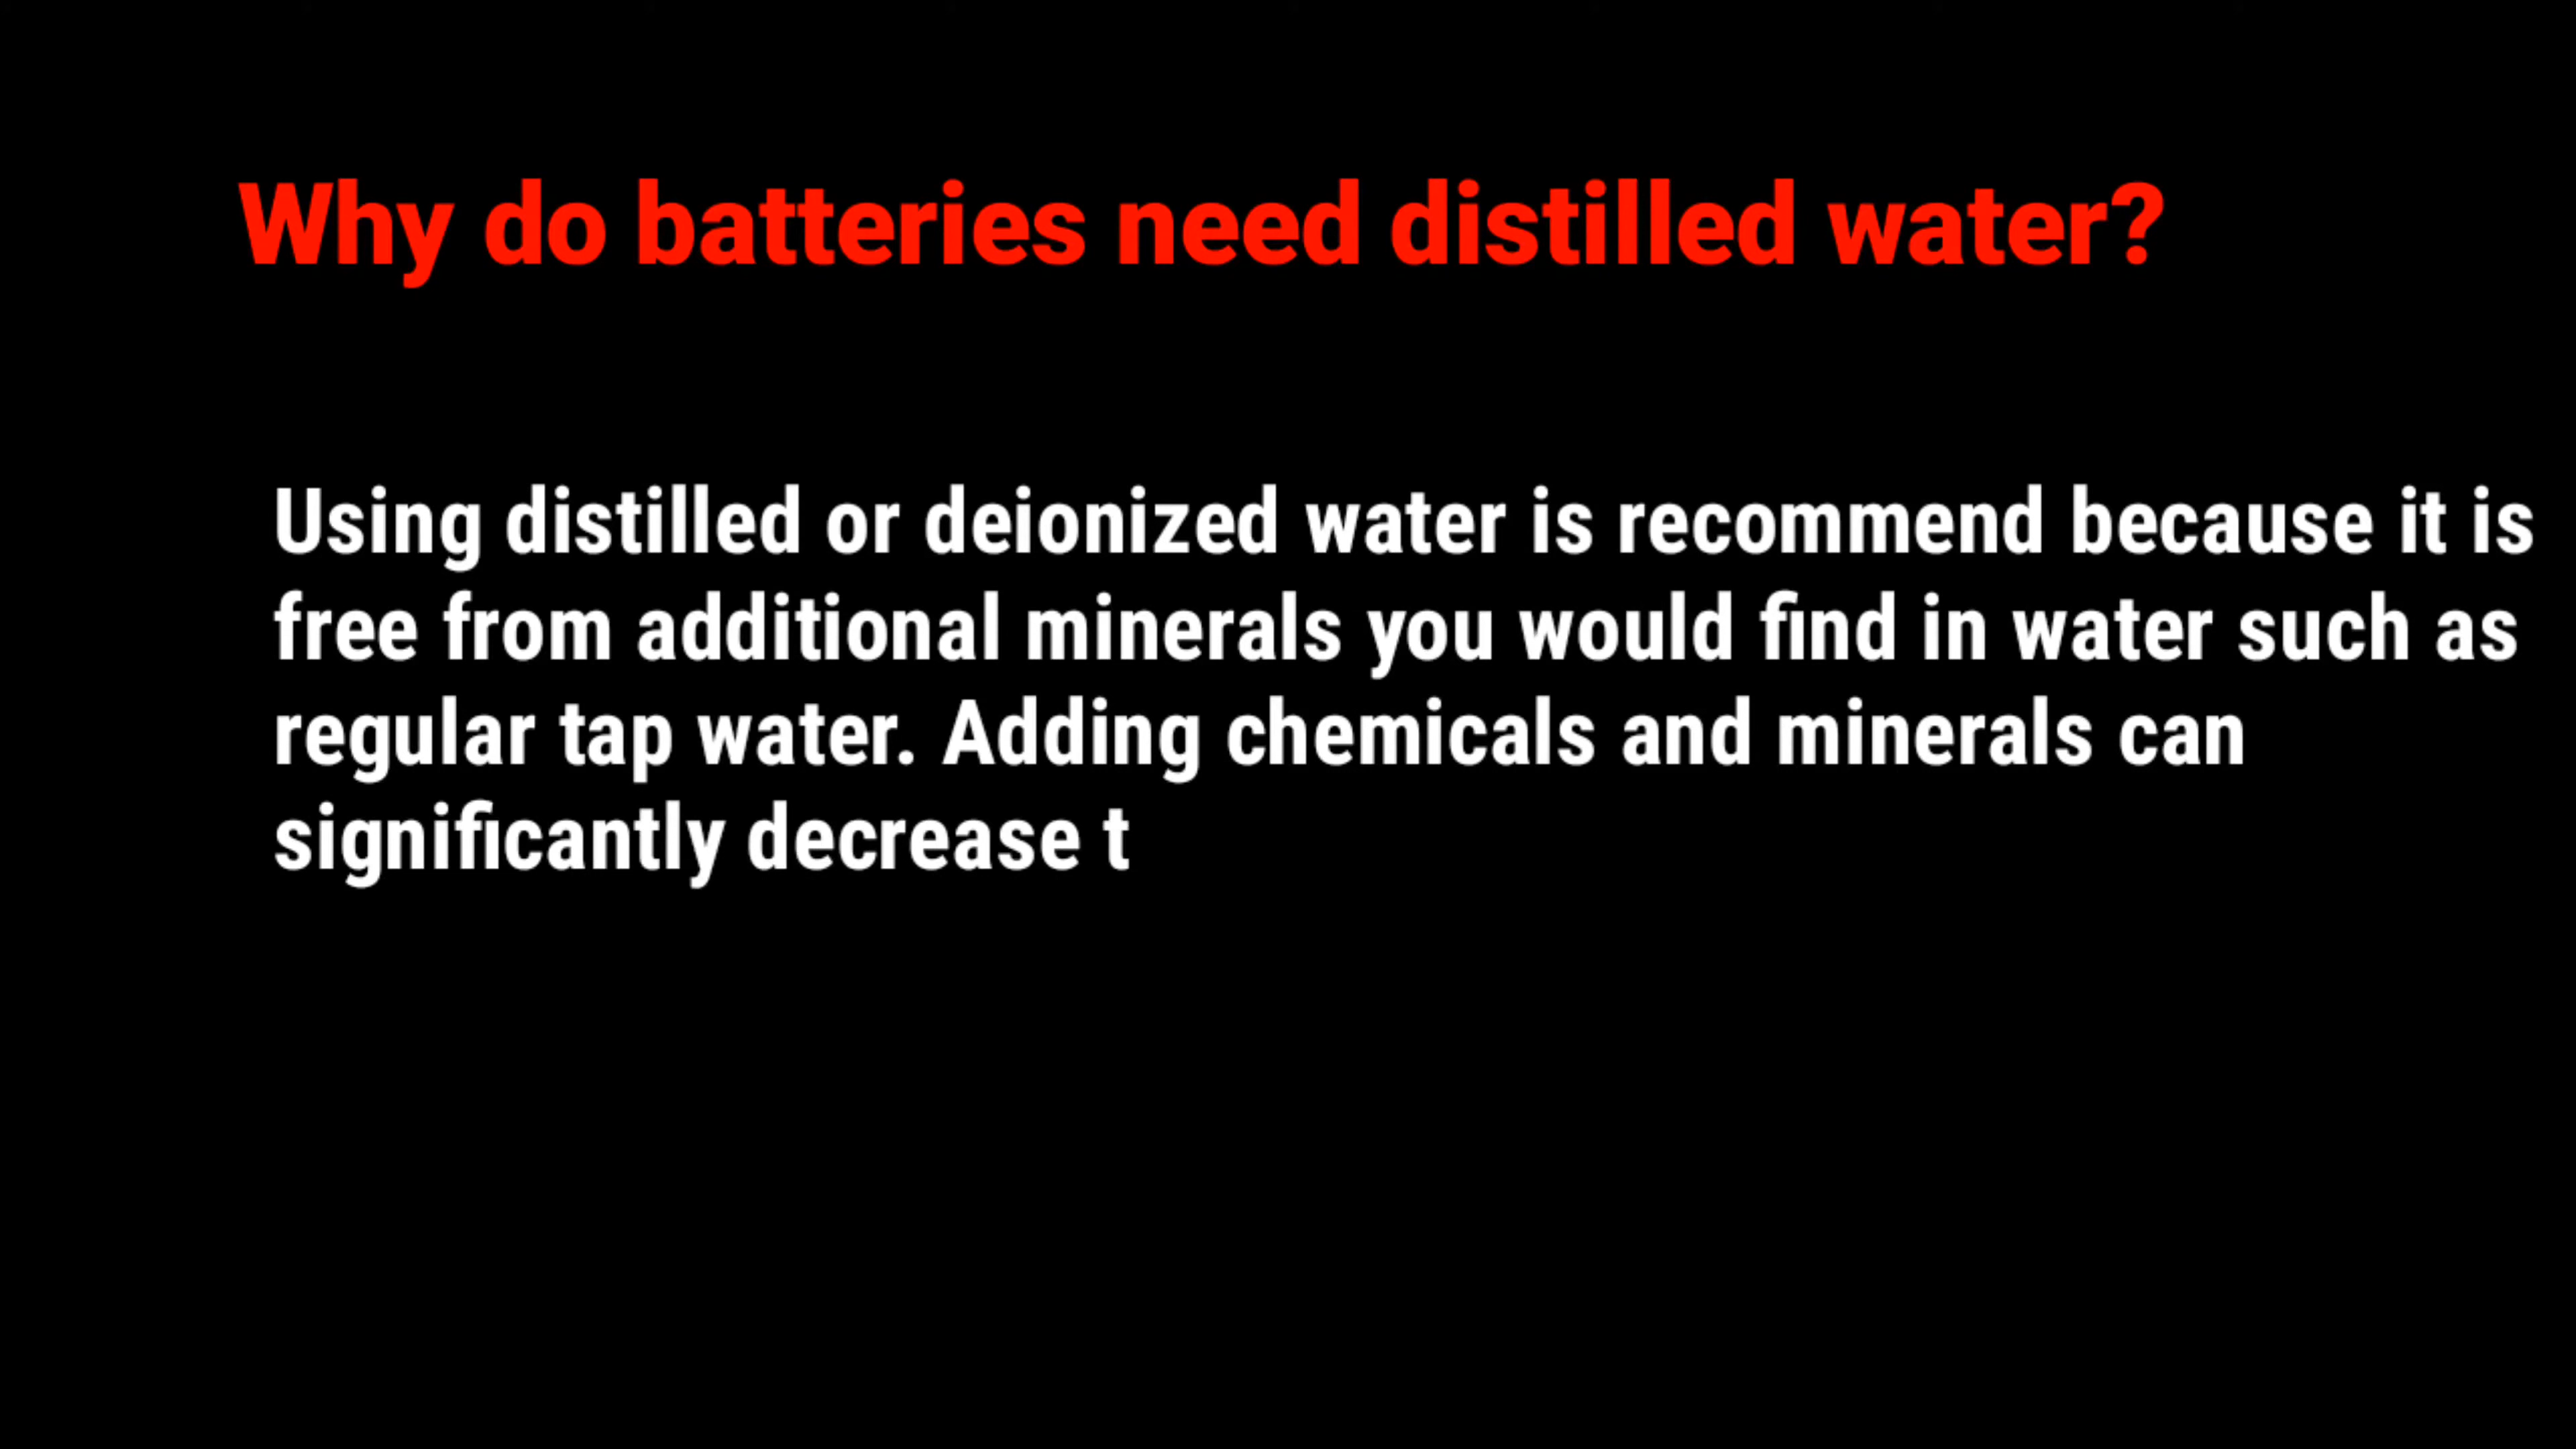 Why do batteries need distilled water?
Using distilled or deionized water is recommend because it is
free from additional minerals you would find in water such as
regular tap water. Adding chemicals and minerals can
significantly decrease t